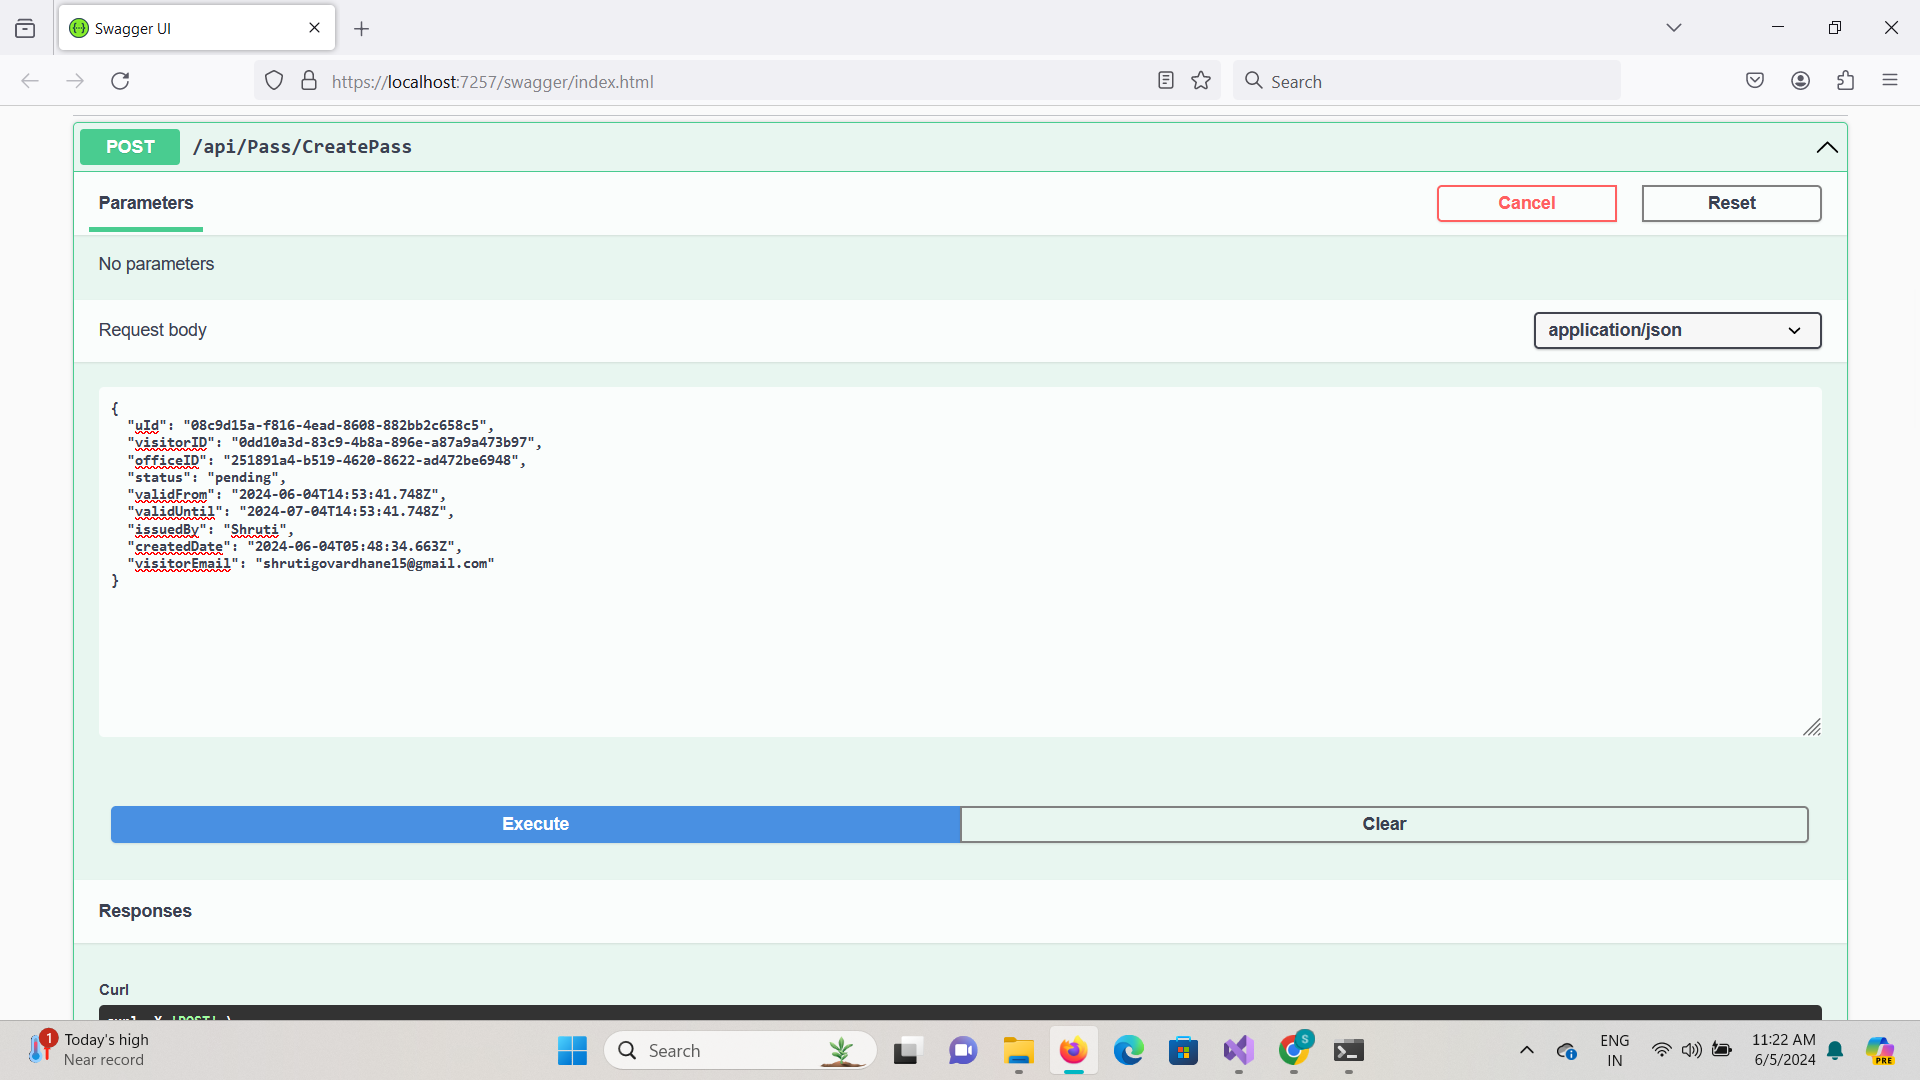 Swagger UI
https://localhost:7257/swagger/index.html
Search
POST /api/Pass/CreatePass
Parameters
Cancel
Reset
No parameters
Request body
application/json
{
  "uId": "08c9d15a-f816-4ead-8608-882bb2c658c5",
  "visitorID": "0dd10a3d-83c9-4b8a-896e-a87a9a473b97",
  "officeID": "251891a4-b519-4620-8622-ad472be6948",
  "status": "pending",
  "validFrom": "2024-06-04T14:53:41.748Z",
  "validUntil": "2024-07-04T14:53:41.748Z",
  "issuedBy": "Shruti",
  "createdDate": "2024-06-04T05:48:34.663Z",
  "visitorEmail": "shrutigovardhane15@gmail.com"
}
Execute
Clear
Responses
Curl
curl -X 'POST' \
1
Today's high
Near record
Search
S
ENG
IN
11:22 AM
6/5/2024
PRE